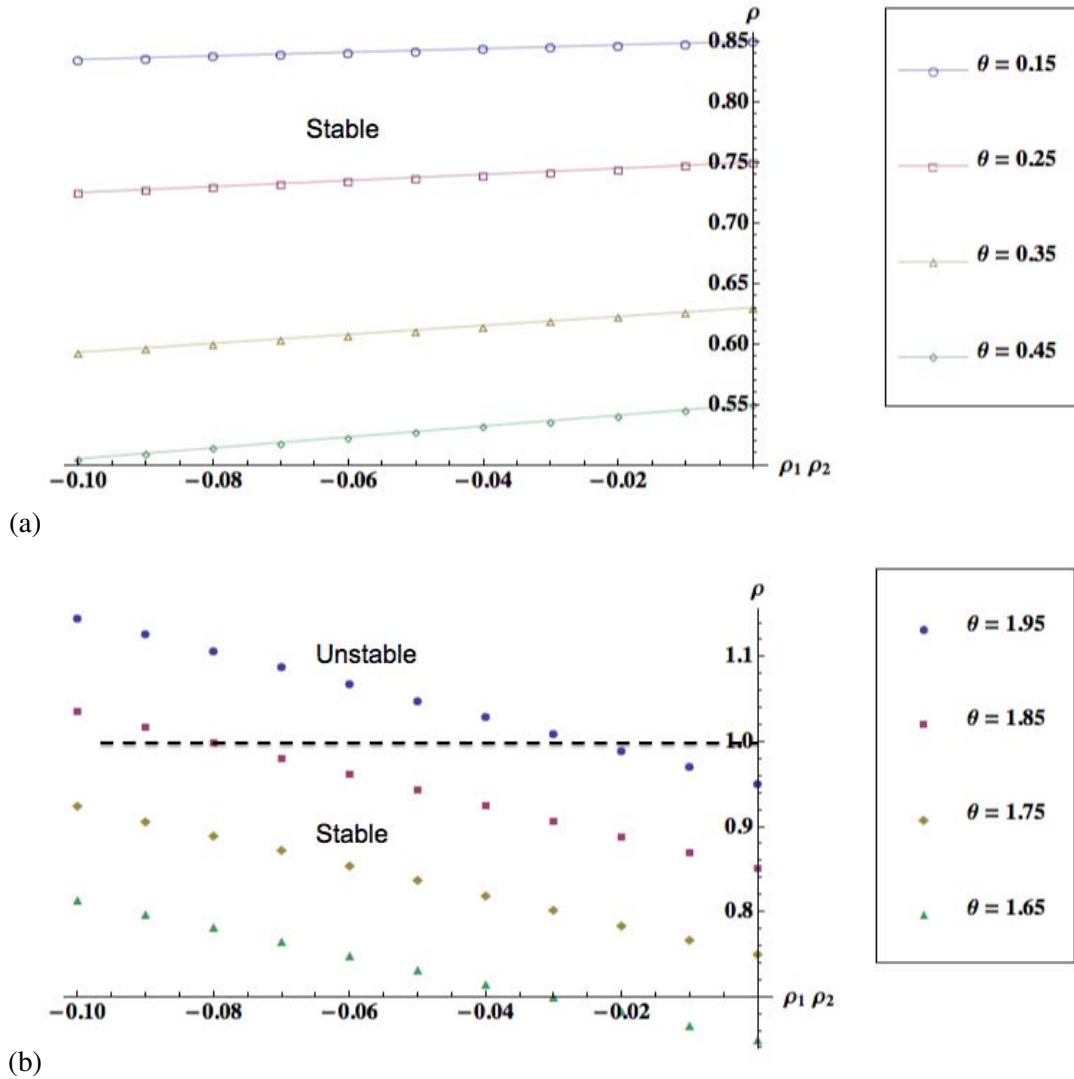 ρ
0.85
0.80
0.75
0.70
0.65
0.60
0.55
Stable
−0.10 −0.08 −0.06 −0.04 −0.02 ρ₁ ρ₂
θ = 0.15
θ = 0.25
θ = 0.35
θ = 0.45
(a)
ρ
1.1
1.0
0.9
0.8
Unstable
Stable
−0.10 −0.08 −0.06 −0.04 −0.02 ρ₁ ρ₂
θ = 1.95
θ = 1.85
θ = 1.75
θ = 1.65
(b)